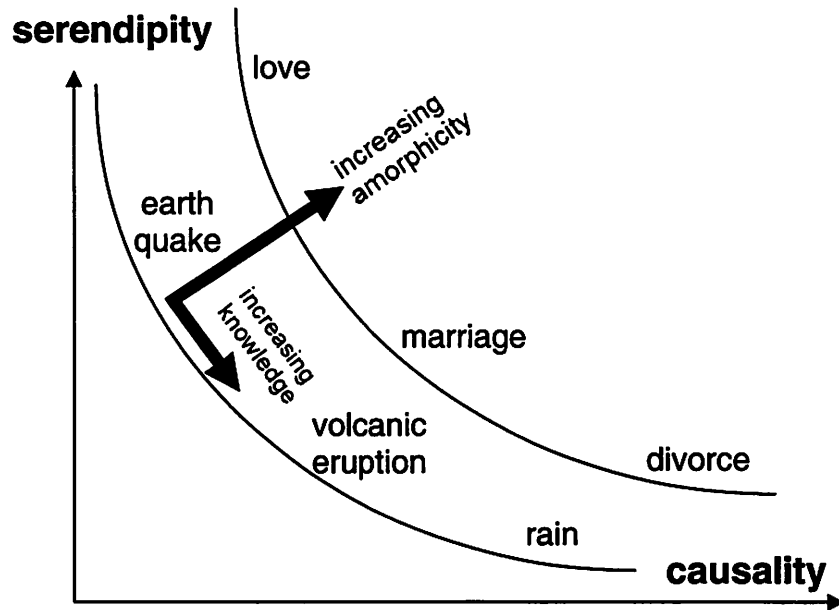 serendipity
love
increasing
amorphicity
earth
quake
increasing
knowledge
marriage
volcanic
eruption
divorce
rain
causality